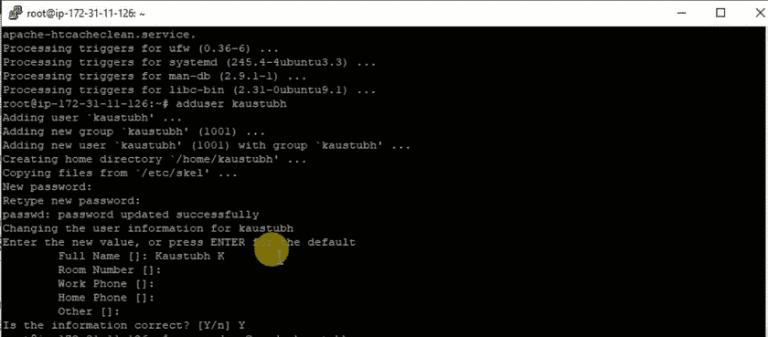 root@ip-172-31-11-126: ~
apache-htcacheclean.service.
Processing triggers for ufw (0.36-6) ...
Processing triggers for systemd (245.4-4ubuntu3.3) ...
Processing triggers for man-db (2.9.1-1) ...
Processing triggers for libc-bin (2.31-0ubuntu9.1) ...
root@ip-172-31-11-126:~# adduser kaustubh
Adding user `kaustubh' ...
Adding new group `kaustubh' (1001) ...
Adding new user `kaustubh' (1001) with group `kaustubh' ...
Creating home directory `/home/kaustubh' ...
Copying files from `/etc/skel' ...
New password:
Retype new password:
passwd: password updated successfully
Changing the user information for kaustubh
Enter the new value, or press ENTER for the default
Full Name []: Kaustubh K
Room Number []:
Work Phone []:
Home Phone []:
Other []:
Is the information correct? [Y/n] Y